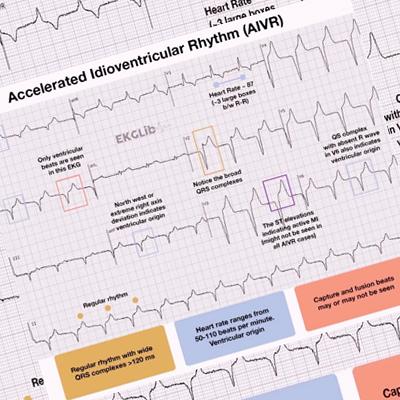 Heart Rate
(~3 large boxes
Accelerated Idioventricular Rhythm (AIVR)
Heart Rate ~ 87
(~3 large boxes
b/w R-R)
EKGLib
Only ventricular
beats are seen
in this EKG
Notice the broad
QRS complexes
QS complex
with absent R wave
in V6 also indicates
ventricular origin
North west or
extreme right axis
deviation indicates
ventricular origin
The ST elevations
indicating active MI
(might not be seen in
all AIVR cases)
Regular rhythm
II
Regular rhythm with wide
QRS complexes >120 ms
Heart rate ranges from
50-110 beats per minute.
Ventricular origin
Capture and fusion beats
may or may not be seen
with
in V
Re
Cap